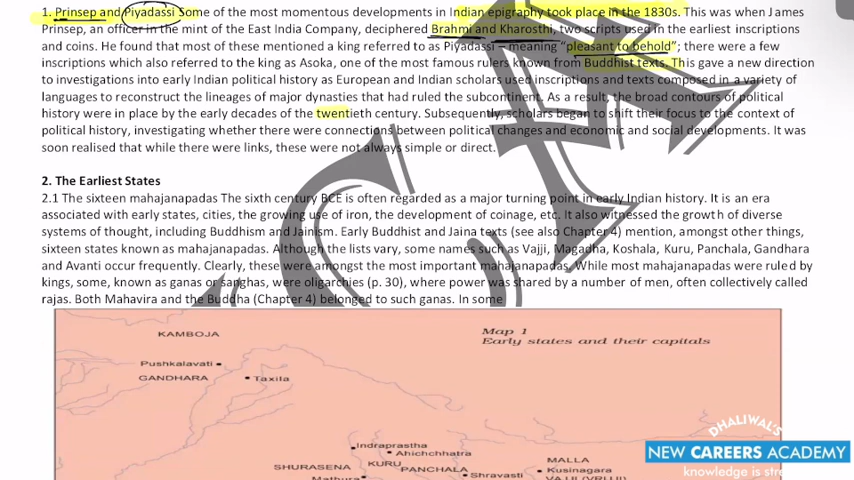 1. Prinsep and Piyadassi Some of the most momentous developments in Indian epigraphy took place in the 1830s. This was when James
Prinsep, an officer in the mint of the East India Company, deciphered Brahmi and Kharosthi, two scripts used in the earliest inscriptions
and coins. He found that most of these mentioned a king referred to as Piyadassi – meaning “pleasant to behold”; there were a few
inscriptions which also referred to the king as Asoka, one of the most famous rulers known from Buddhist texts. This gave a new direction
to investigations into early Indian political history as European and Indian scholars used inscriptions and texts composed in a variety of
languages to reconstruct the lineages of major dynasties that had ruled the subcontinent. As a result, the broad contours of political
history were in place by the early decades of the twentieth century. Subsequently, scholars began to shift their focus to the context of
political history, investigating whether there were connections between political changes and economic and social developments. It was
soon realised that while there were links, these were not always simple or direct.
2. The Earliest States
2.1 The sixteen mahajanapadas The sixth century BCE is often regarded as a major turning point in early Indian history. It is an era
associated with early states, cities, the growing use of iron, the development of coinage, etc. It also witnessed the growth of diverse
systems of thought, including Buddhism and Jainism. Early Buddhist and Jaina texts (see also Chapter 4) mention, amongst other things,
sixteen states known as mahajanapadas. Although the lists vary, some names such as Vajji, Magadha, Koshala, Kuru, Panchala, Gandhara
and Avanti occur frequently. Clearly, these were amongst the most important mahajanapadas. While most mahajanapadas were ruled by
kings, some, known as ganas or sanghas, were oligarchies (p. 30), where power was shared by a number of men, often collectively called
rajas. Both Mahavira and the Buddha (Chapter 4) belonged to such ganas. In some
KAMBOJA
Map 1
Early states and their capitals
Pushkalavati
GANDHARA
Taxila
Indraprastha
Ahichchhatra
SHURASENA
KURU
PANCHALA
MALLA
Shravasti
Kusinagara
Mathura
VAJJI (VRIJJI)
DHALIWAL'S
NEW CAREERS ACADEMY
knowledge is